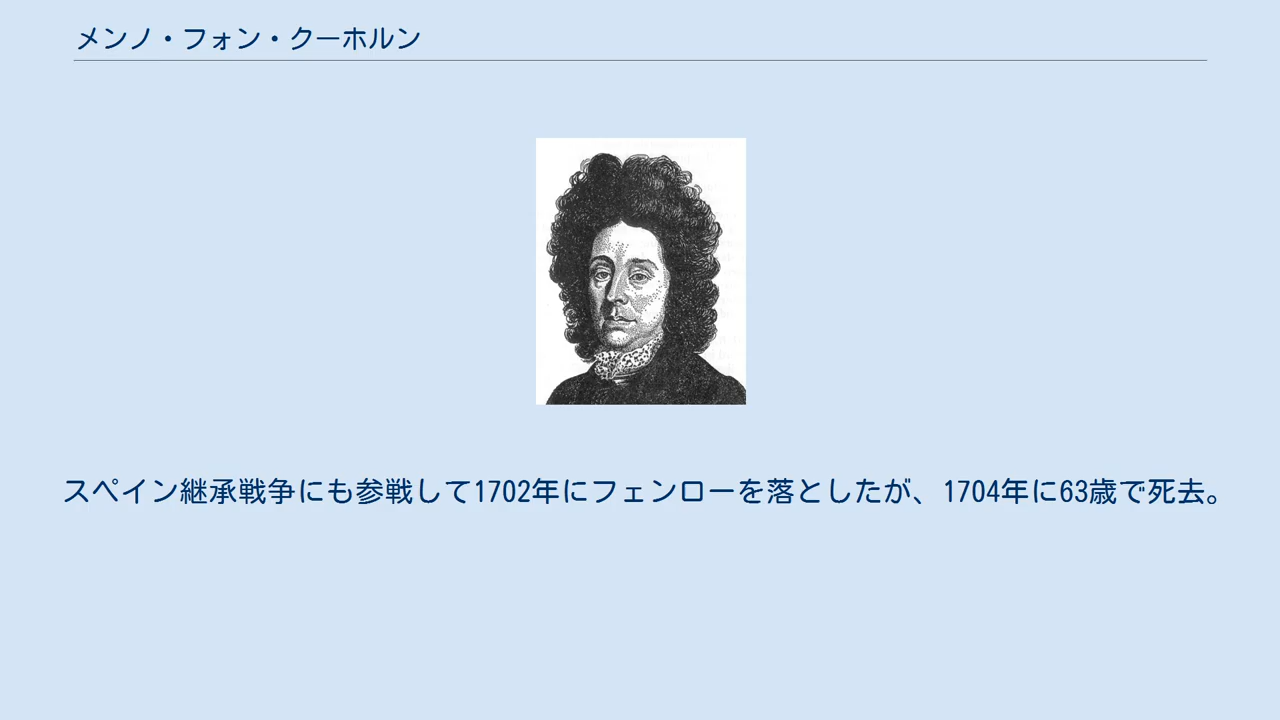 メンノ・フォン・クーホルン
スペイン継承戦争にも参戦して1702年にフェンローを落としたが、1704年に63歳で死去。